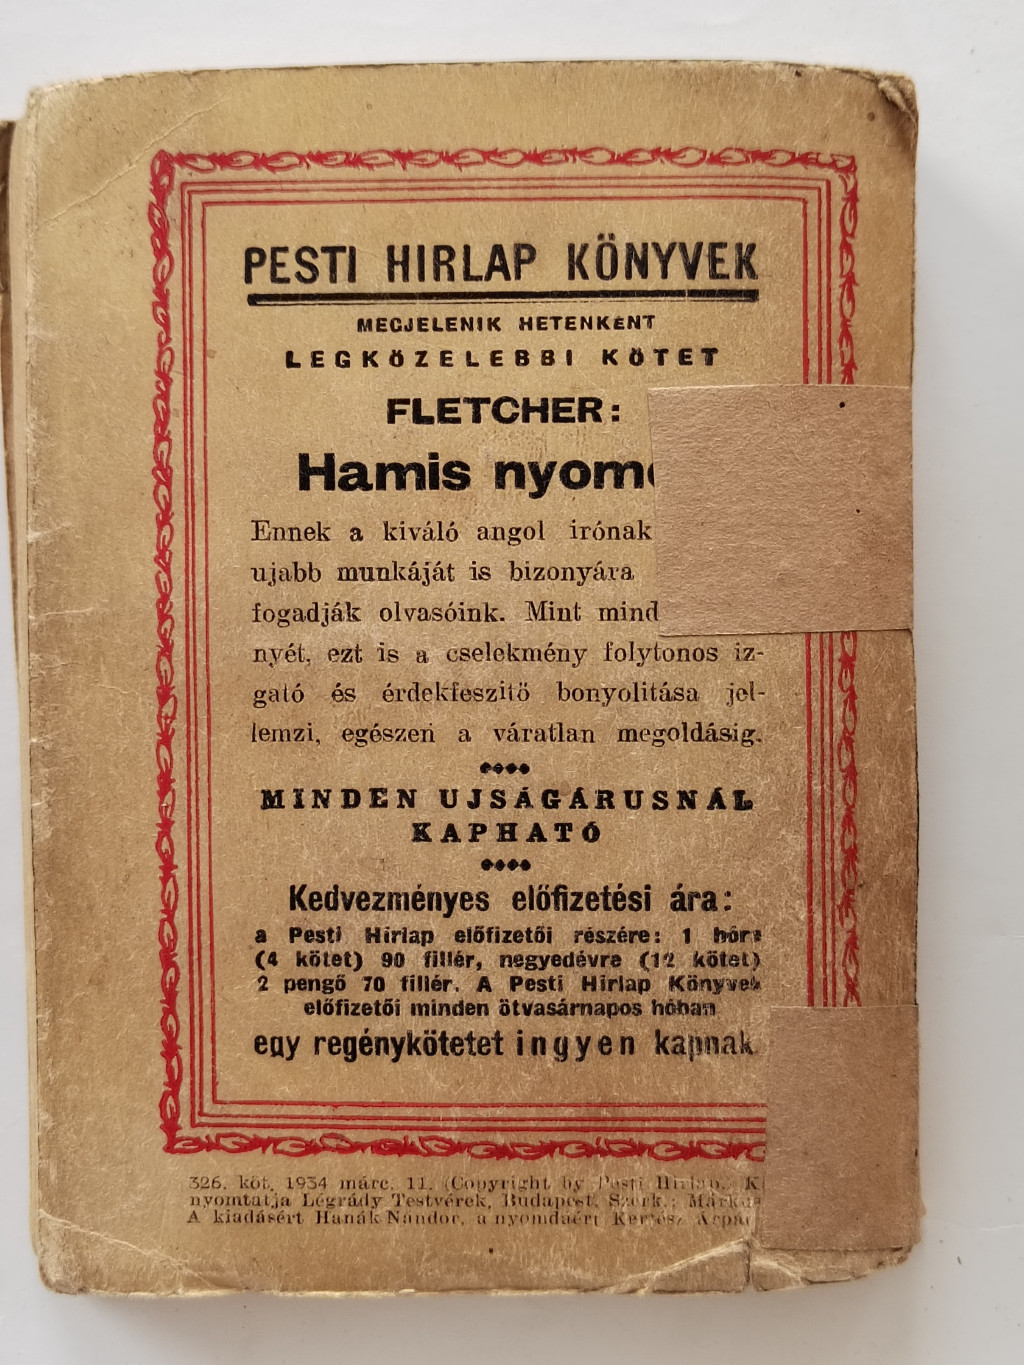 PESTI HIRLAP KÖNYVEK
MEGJELENIK HETENKENT
LEGKÖZELEBBI KÖTET
FLETCHER:
Hamis
Ennek a kiváló angol irónak
ujabb munkáját is bizonyára
fogadják olvasóink. Mint
nyét, ezt is a cselekmény folytonos iz-
gató és érdekfeszitő bonyolitása jel-
lemzi, egészen a váratlan megoldásig.
MINDEN UJSÁGÁRUSNÁL
KAPHATÓ
Kedvezményes előfizetési ára:
a Pesti Hirlap előfizetői részére: 1 hóra
(4 kötet) 90 fillér, negyedévre (12 kötet)
2 pengő 70 fillér. A Pesti Hirlap Könyvek
előfizetői minden ötvasárnapos hóban
egy regénykötetet ingyen kapnak.
326. köt. 1934 márc. 11. (Copyright by Pesti Hirlap.)
nyomtatja Légrády Testvérek, Budapest. Szerk.:
A kiadásért Hanák Nándor, a nyomdáért Kertész